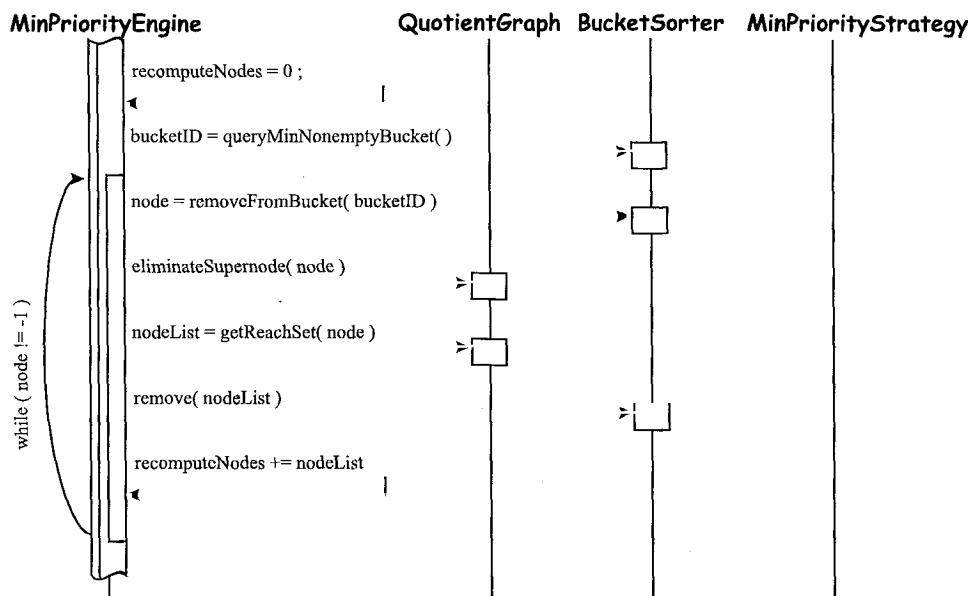 MinPriorityEngine QuotientGraph BucketSorter MinPriorityStrategy
recomputeNodes = 0 ;
bucketID = queryMinNonemptyBucket( )
node = removeFromBucket( bucketID )
eliminateSupernode( node )
nodeList = getReachSet( node )
remove( nodeList )
recomputeNodes += nodeList
while ( node != -1 )